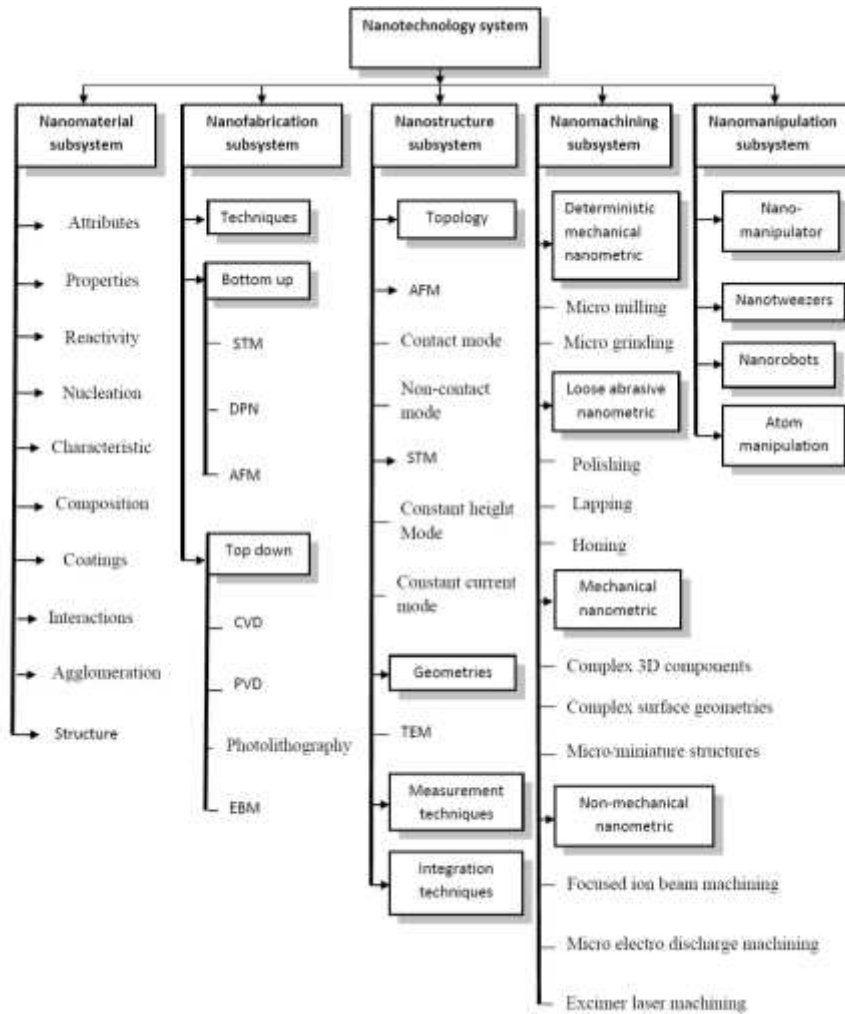 Nanotechnology system
Nanomaterial
subsystem
Attributes
Properties
Reactivity
Nucleation
Characteristic
Composition
Coatings
Interactions
Agglomeration
Structure
Nanofabrication
subsystem
Techniques
Bottom up
STM
DPN
AFM
Top down
CVD
PVD
Photolithography
EBM
Nanostructure
subsystem
Topology
AFM
Contact mode
Non-contact
mode
STM
Constant height
Mode
Constant current
mode
Geometries
TEM
Measurement
techniques
Integration
techniques
Nanomachining
subsystem
Deterministic
mechanical
nanometric
Micro milling
Micro grinding
Loose abrasive
nanometric
Polishing
Lapping
Honing
Mechanical
nanometric
Complex 3D components
Complex surface geometries
Micro/miniature structures
Non-mechanical
nanometric
Focused ion beam machining
Micro electro discharge machining
Excimer laser machining
Nanomanipulation
subsystem
Nano-
manipulator
Nanotweezers
Nanorobots
Atom
manipulation